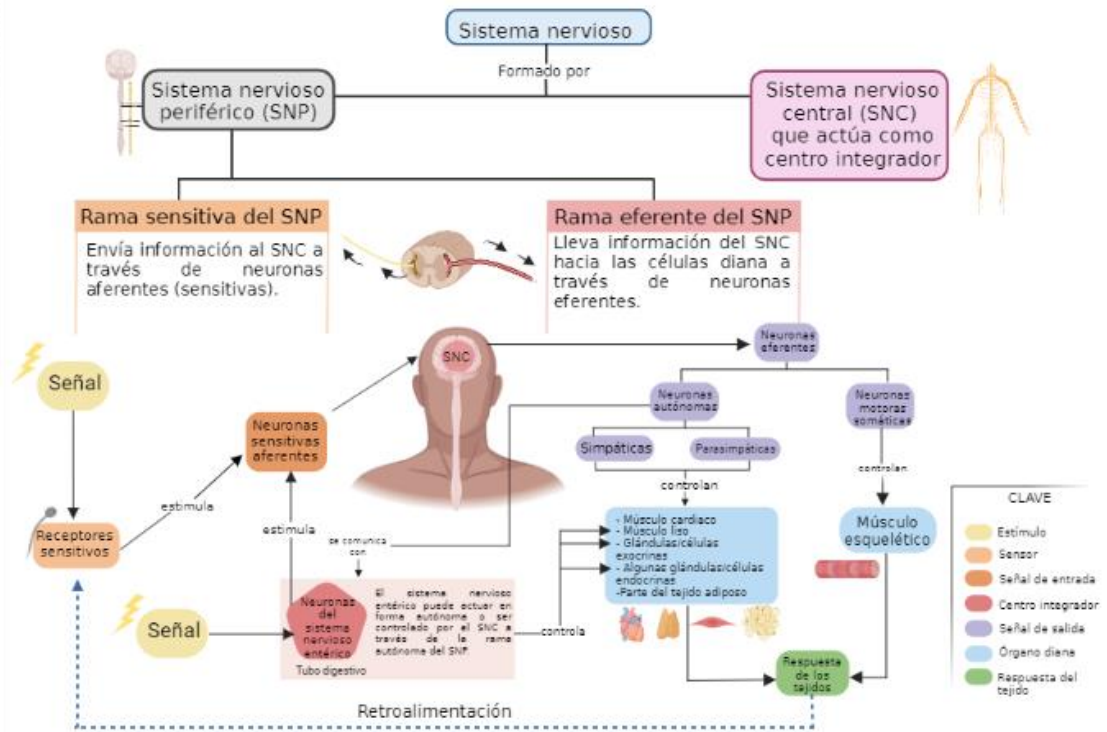 Sistema nervioso
Formado por
Sistema nervioso
periférico (SNP)
Sistema nervioso
central (SNC)
que actúa como
centro integrador
Rama sensitiva del SNP
Envía información al SNC a
través de neuronas
aferentes (sensitivas).
Rama eferente del SNP
Lleva información del SNC
hacia las células diana a
través de neuronas
eferentes.
Señal
Receptores
sensitivos
estimula
Neuronas
sensitivas
aferentes
SNC
Neuronas
eferentes
Neuronas
autónomas
Neuronas
motoras
somáticas
Simpáticas
Parasimpáticas
controlan
controlan
- Músculo cardiaco
- Músculo liso
- Glándulas/células
exocrinas
- Algunas glándulas/células
endocrinas
-Parte del tejido adiposo
Músculo
esquelético
estimula
se comunica
con
Señal
Neuronas
del
sistema
nervioso
entérico
El sistema nervioso
entérico puede actuar en
forma autónoma o ser
controlado por el SNC a
través de la rama
autónoma del SNP.
Tubo digestivo
controla
Respuesta
de los
tejidos
Retroalimentación
CLAVE
Estímulo
Sensor
Señal de entrada
Centro integrador
Señal de salida
Órgano diana
Respuesta del
tejido